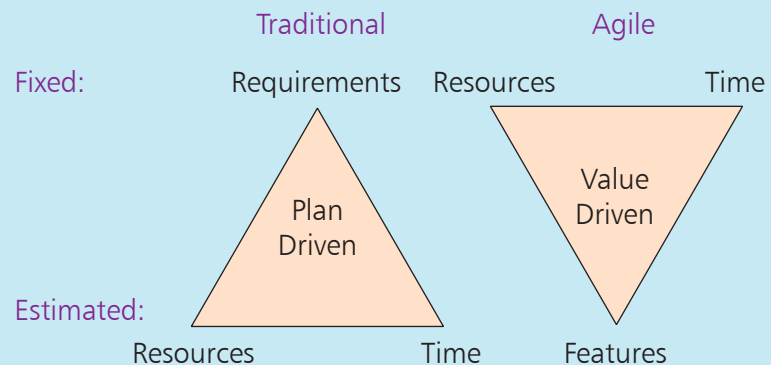 Traditional Agile
Fixed: Requirements Resources Time
Plan
Driven
Value
Driven
Estimated:
Resources Time Features